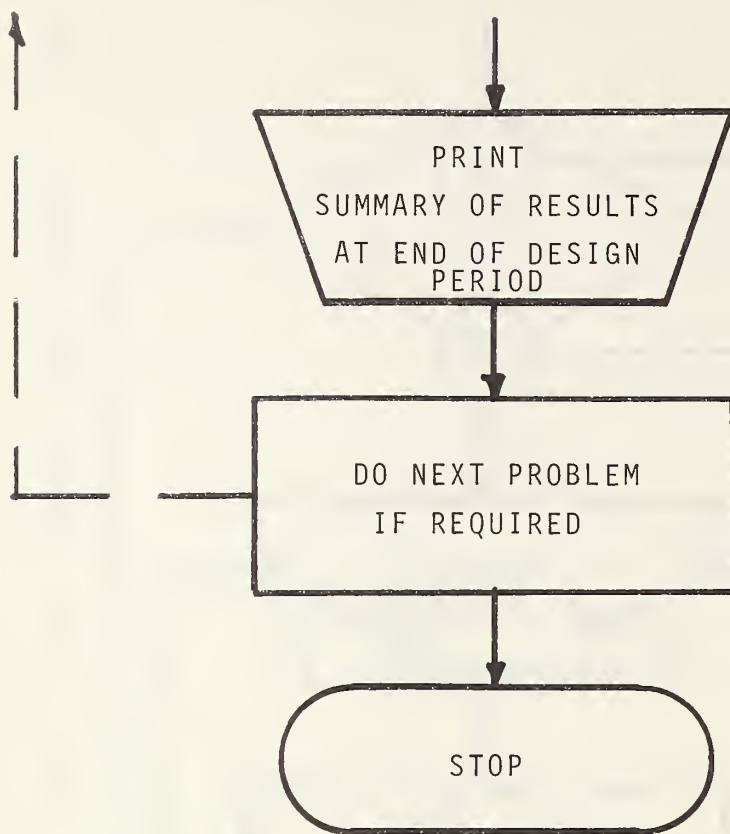 PRINT
SUMMARY OF RESULTS
AT END OF DESIGN
PERIOD
DO NEXT PROBLEM
IF REQUIRED
STOP